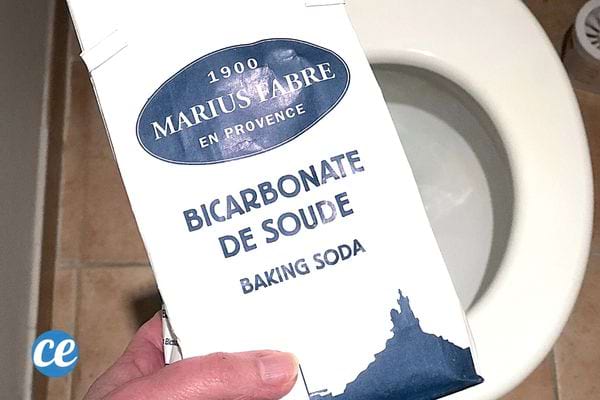 1900
MARIUS FABRE
EN PROVENCE
BICARBONATE
DE SOUDE
BAKING SODA
ce